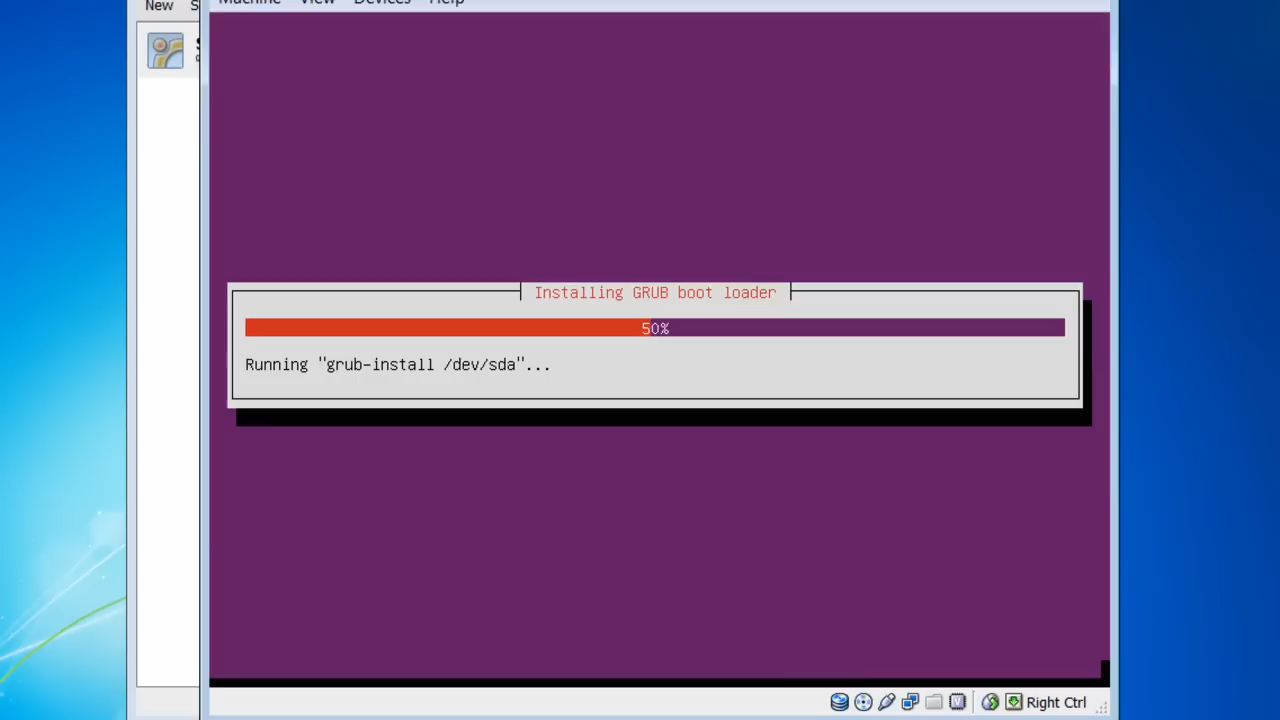 New
Machine View Devices Help
Installing GRUB boot loader
50%
Running "grub-install /dev/sda"...
Right Ctrl